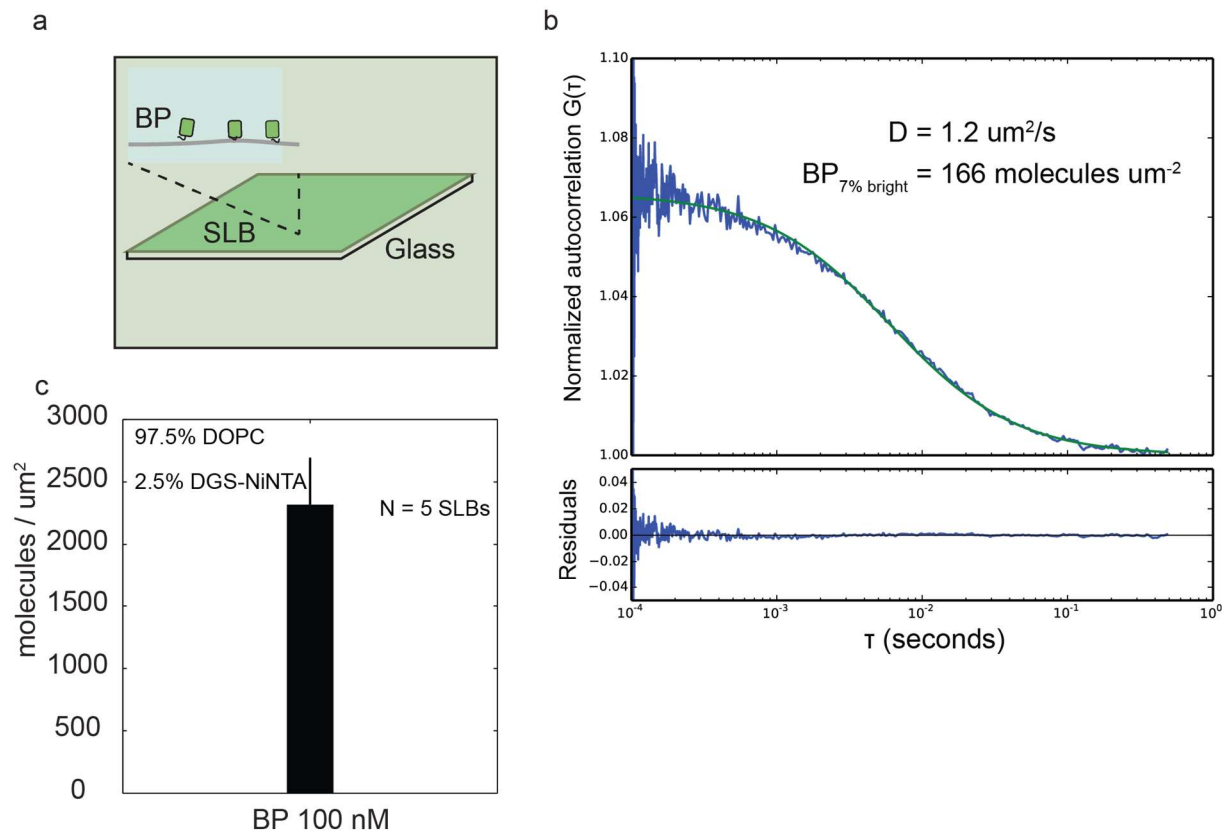 a
BP
SLB
Glass
b
Normalized autocorrelation G(τ)
1.10
1.08
1.06
1.04
1.02
1.00
D = 1.2 um²/s
BP7% bright = 166 molecules um-2
Residuals
0.04
0.02
0.00
−0.02
−0.04
10⁻⁴
10⁻³
10⁻²
10⁻¹
10⁰
τ (seconds)
c
molecules / um²
3000
2500
2000
1500
1000
500
0
97.5% DOPC
2.5% DGS-NiNTA
N = 5 SLBs
BP 100 nM